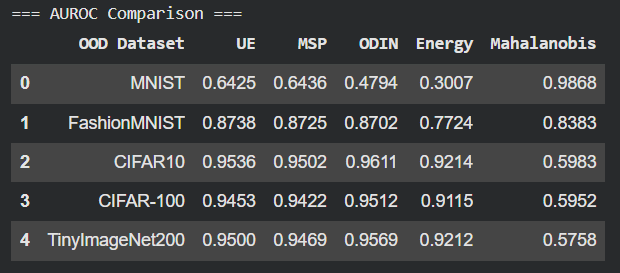 === AUROC Comparison ===
OOD Dataset UE MSP ODIN Energy Mahalanobis
0 MNIST 0.6425 0.6436 0.4794 0.3007 0.9868
1 FashionMNIST 0.8738 0.8725 0.8702 0.7724 0.8383
2 CIFAR10 0.9536 0.9502 0.9611 0.9214 0.5983
3 CIFAR-100 0.9453 0.9422 0.9512 0.9115 0.5952
4 TinyImageNet200 0.9500 0.9469 0.9569 0.9212 0.5758